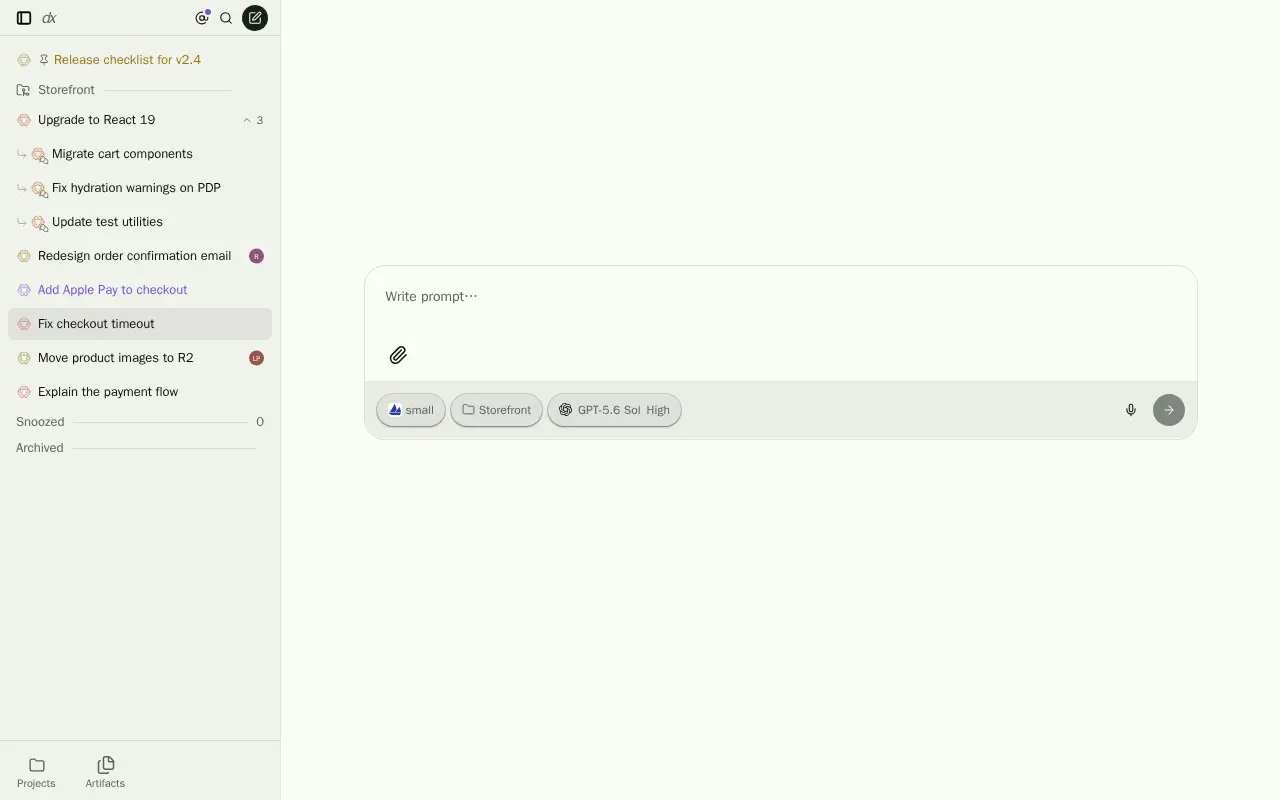 dx
Release checklist for v2.4
Storefront
Upgrade to React 19
3
Migrate cart components
Fix hydration warnings on PDP
Update test utilities
Redesign order confirmation email
R
Add Apple Pay to checkout
Fix checkout timeout
Move product images to R2
LP
Explain the payment flow
Snoozed
0
Archived
Projects
Artifacts
Write prompt···
small
Storefront
GPT-5.6 Sol High